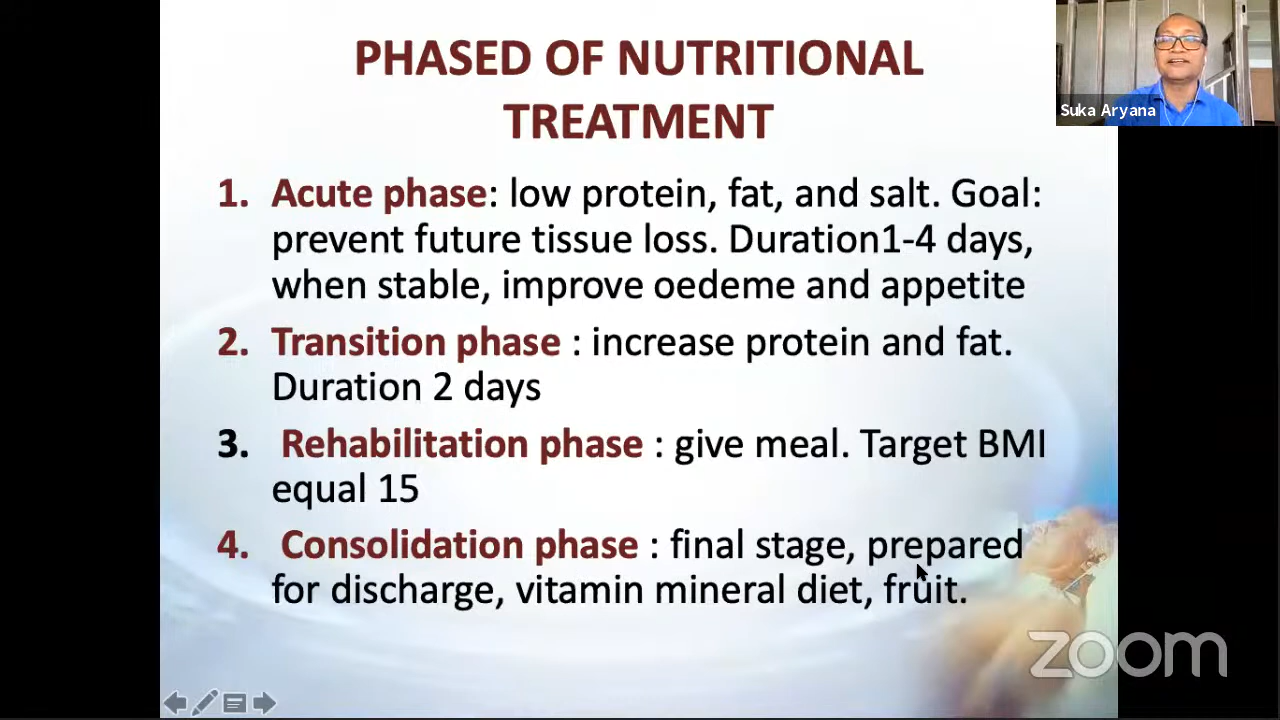 PHASED OF NUTRITIONAL
TREATMENT
Suka Aryana
1. Acute phase: low protein, fat, and salt. Goal:
prevent future tissue loss. Duration1-4 days,
when stable, improve oedeme and appetite
2. Transition phase : increase protein and fat.
Duration 2 days
3. Rehabilitation phase : give meal. Target BMI
equal 15
4. Consolidation phase : final stage, prepared
for discharge, vitamin mineral diet, fruit.
zoom